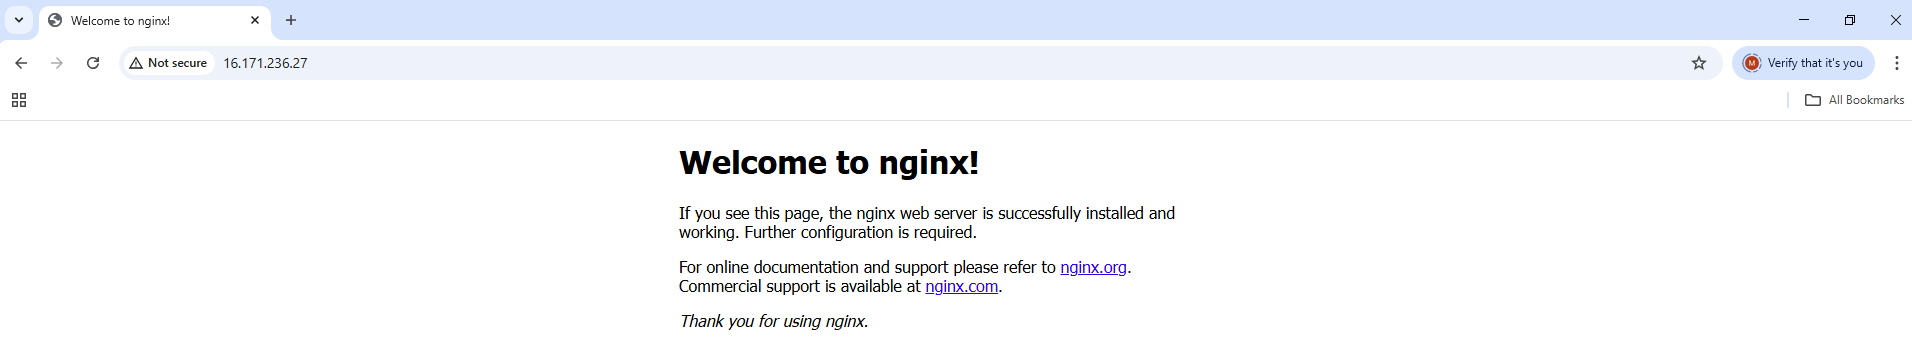 Welcome to nginx!
Not secure 16.171.236.27 Verify that it's you
M
All Bookmarks
Welcome to nginx!
If you see this page, the nginx web server is successfully installed and
working. Further configuration is required.
For online documentation and support please refer to nginx.org.
Commercial support is available at nginx.com.
Thank you for using nginx.